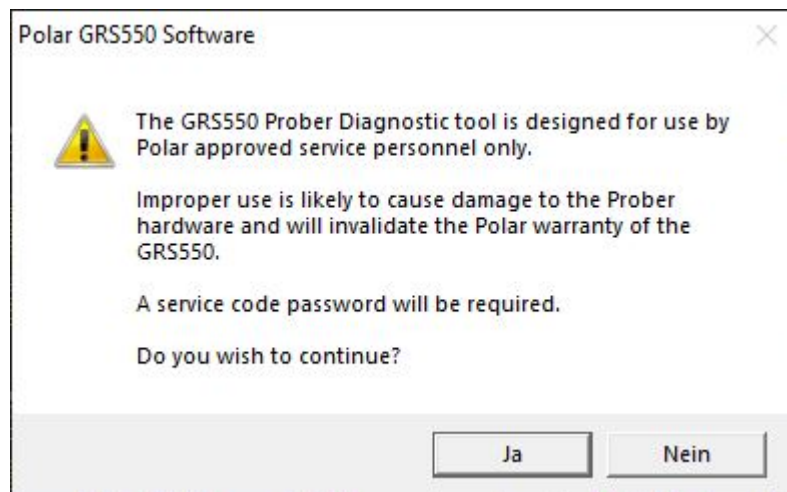 Polar GRS550 Software
The GRS550 Prober Diagnostic tool is designed for use by
Polar approved service personnel only.
Improper use is likely to cause damage to the Prober
hardware and will invalidate the Polar warranty of the
GRS550.
A service code password will be required.
Do you wish to continue?
Ja
Nein